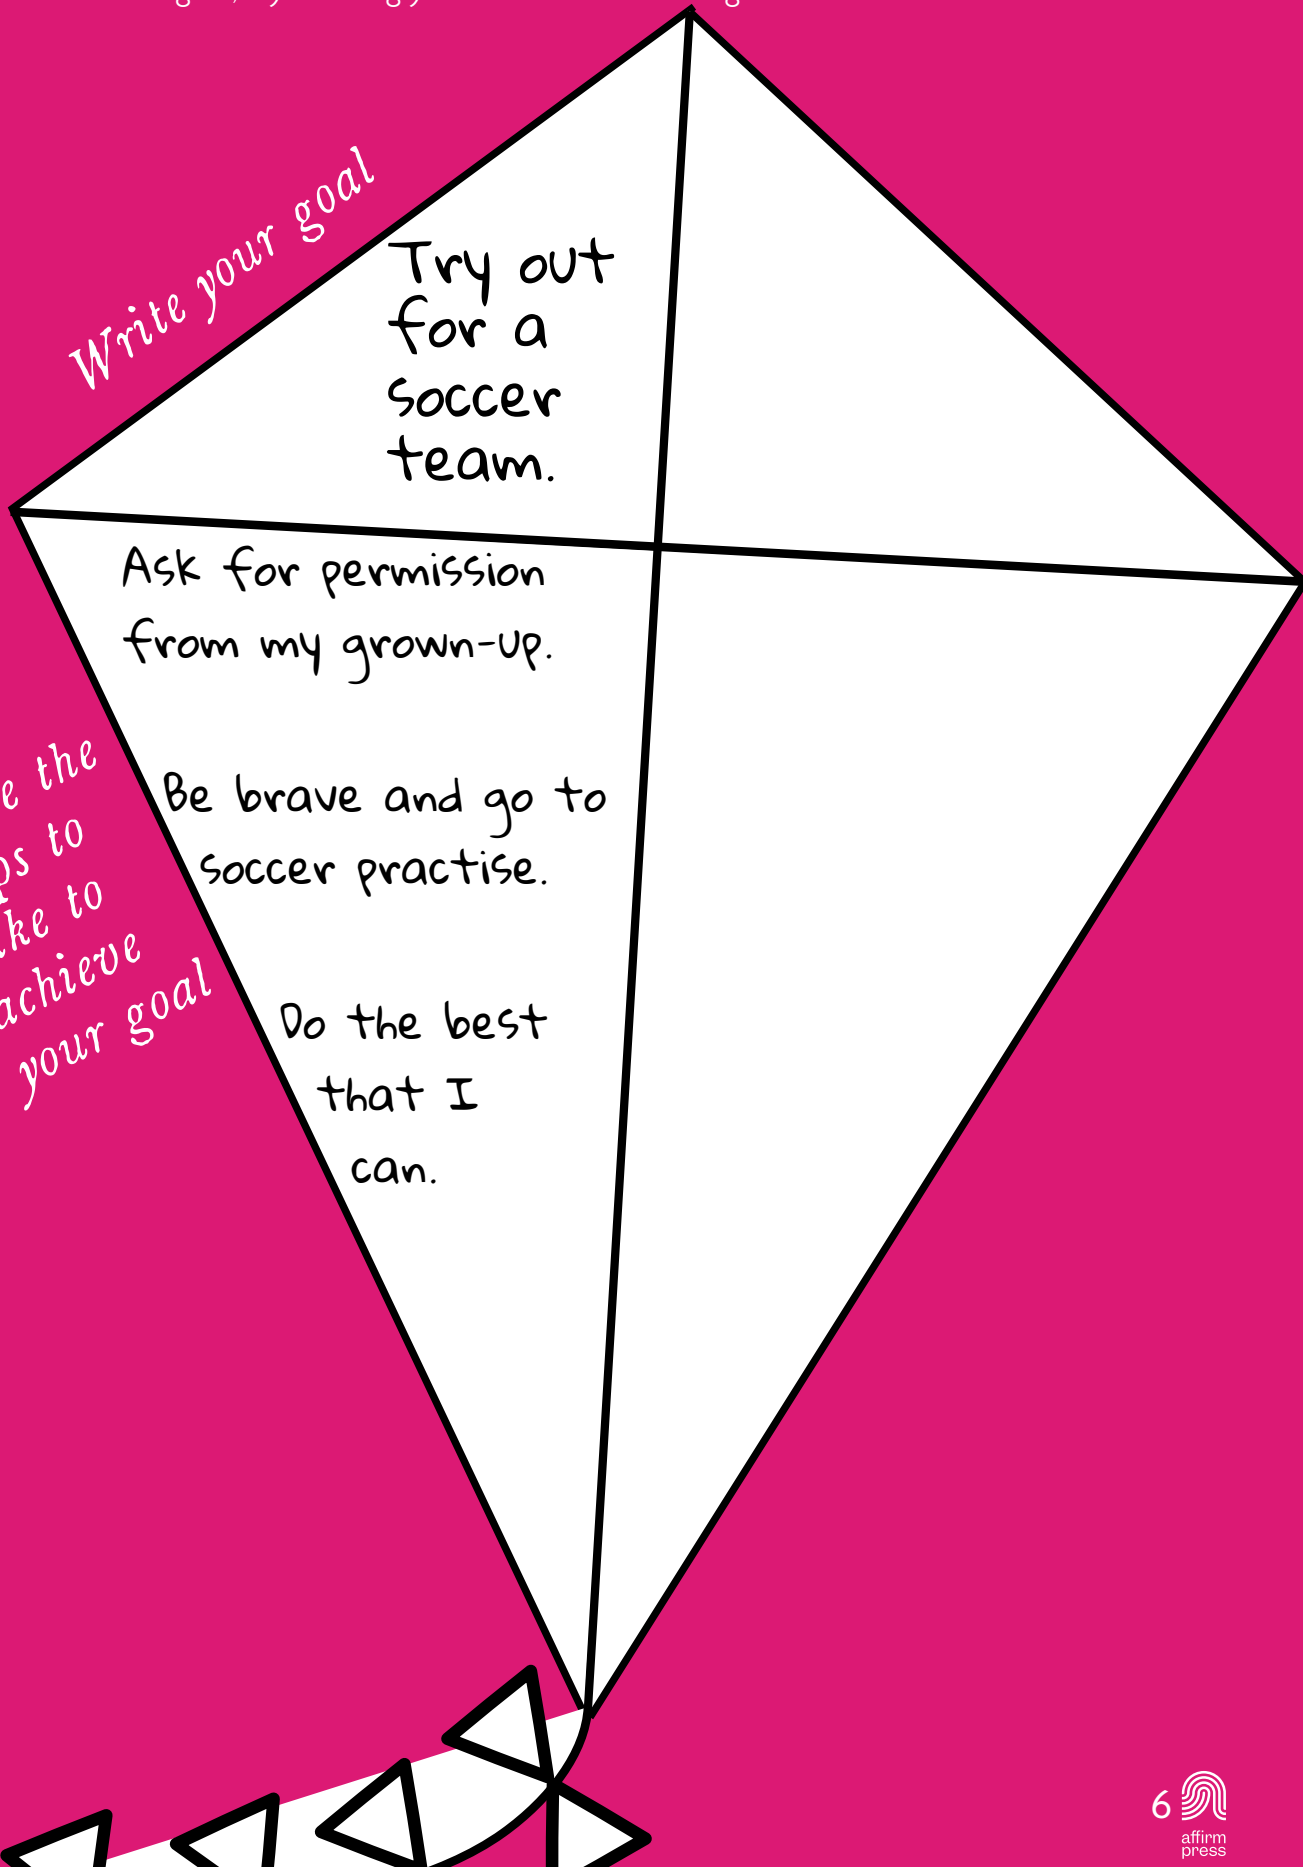 Write your goal
Try out
for a
soccer
team.
Ask for permission
from my grown-up.
the
to
to
achieve
your goal
Be brave and go to
soccer practise.
Do the best
that I
can.
6
affirm
press